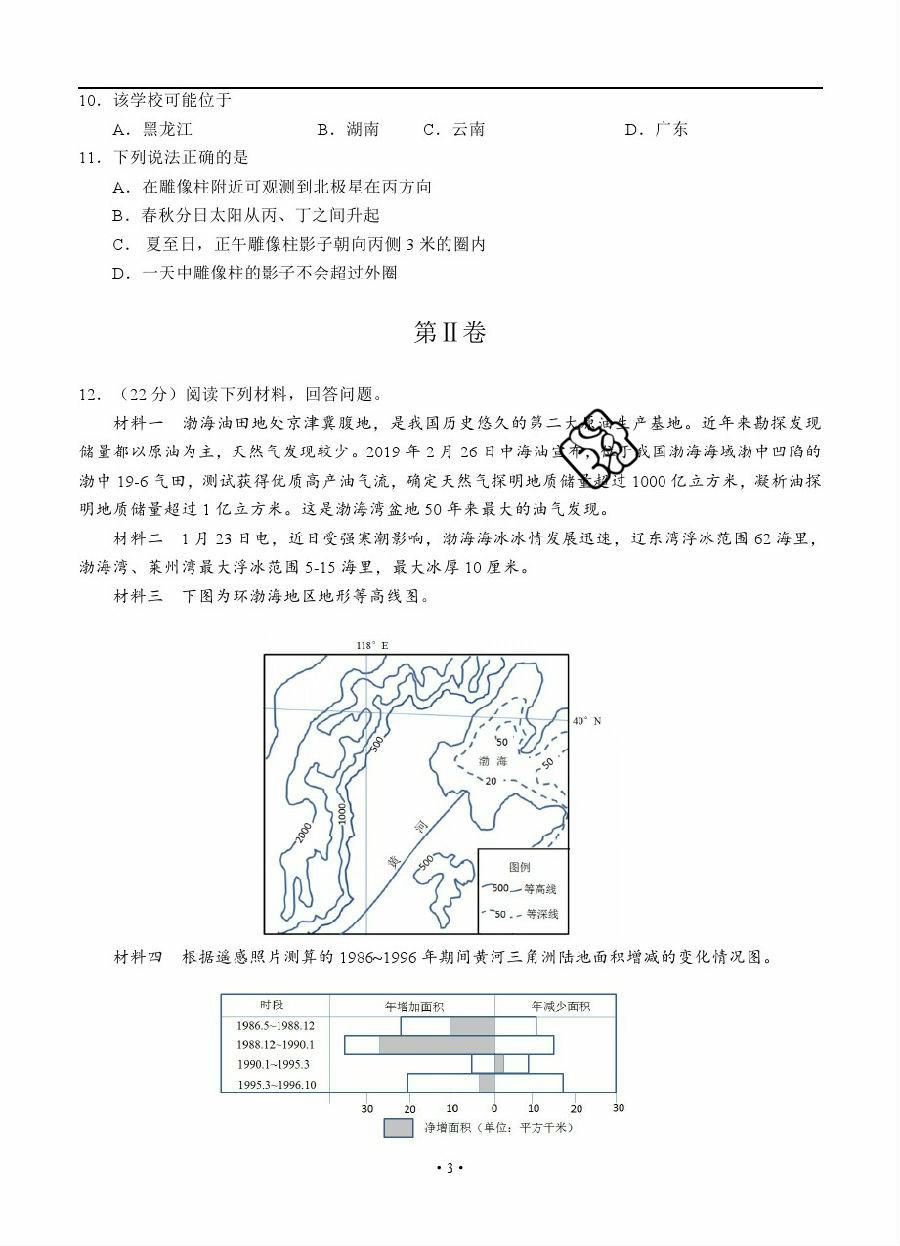 10．该学校可能位于
A．黑龙江 B．湖南 C．云南 D．广东
11．下列说法正确的是
A．在雕像柱附近可观测到北极星在丙方向
B．春秋分日太阳从丙、丁之间升起
C． 夏至日，正午雕像柱影子朝向丙侧 3 米的圈内
D．一天中雕像柱的影子不会超过外圈
第Ⅱ卷
12．（22 分）阅读下列材料，回答问题。
材料一 渤海油田地处京津冀腹地，是我国历史悠久的第二大原油生产基地。近年来勘探发现
储量都以原油为主，天然气发现较少。2019 年 2 月 26 日中海油宣布，位于我国渤海海域渤中凹陷的
渤中 19-6 气田，测试获得优质高产油气流，确定天然气探明地质储量超过 1000 亿立方米，凝析油探
明地质储量超过 1 亿立方米。这是渤海湾盆地 50 年来最大的油气发现。
材料二 1 月 23 日电，近日受强寒潮影响，渤海海冰冰情发展迅速，辽东湾浮冰范围 62 海里，
渤海湾、莱州湾最大浮冰范围 5-15 海里，最大冰厚 10 厘米。
材料三 下图为环渤海地区地形等高线图。
118° E
40° N
500
50
渤 海
50
20
1000
2000
黄 河
500
图例
500 等高线
50 等深线
材料四 根据遥感照片测算的 1986~1996 年期间黄河三角洲陆地面积增减的变化情况图。
时段 年增加面积 年减少面积
1986.5~1988.12
1988.12~1990.1
1990.1~1995.3
1995.3~1996.10
30 20 10 0 10 20 30
净增面积（单位：平方千米）
• 3 •